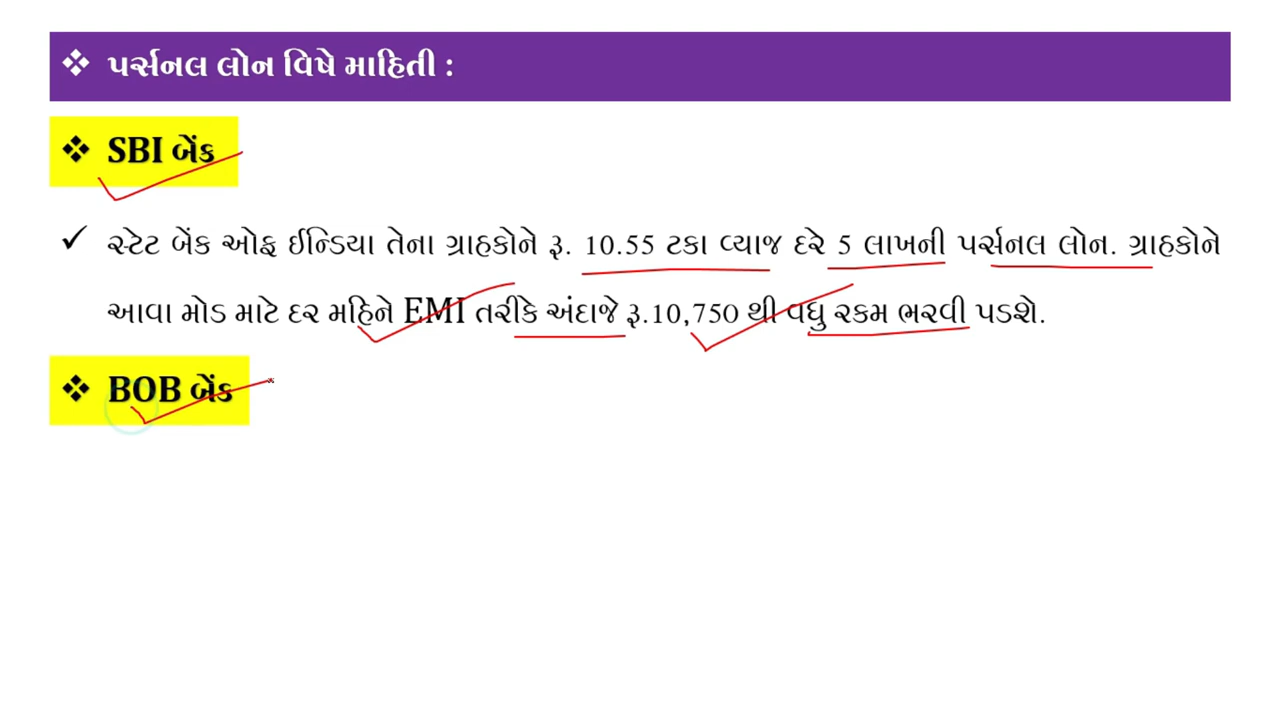 ❖ પર્સનલ લોન વિષે માહિતી :
❖ SBI બેંક
✓ સ્ટેટ બેંક ઓફ ઈન્ડિયા તેના ગ્રાહકોને રૂ. 10.55 ટકા વ્યાજ દરે 5 લાખની પર્સનલ લોન. ગ્રાહકોને
આવા મોડ માટે દર મહિને EMI તરીકે અંદાજે રૂ.10,750 થી વધુ રકમ ભરવી પડશે.
❖ BOB બેંક